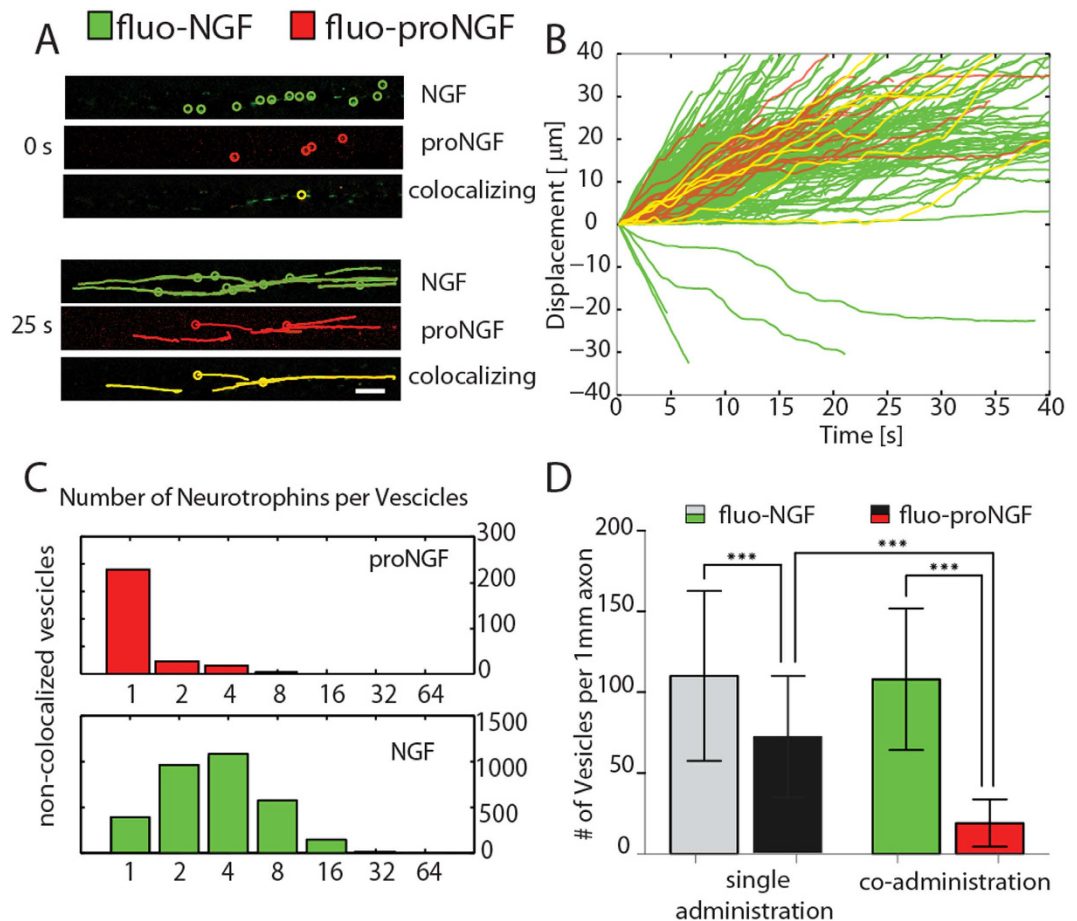 fluo-NGF fluo-proNGF
A
0 s
NGF
proNGF
colocalizing
25 s
NGF
proNGF
colocalizing
B
Displacement [ µm]
40
30
20
10
0
−10
−20
−30
−40
0 5 10 15 20 25 30 35 40
Time [s]
C
Number of Neurotrophins per Vescicles
non-colocalized vescicles
proNGF
300
200
100
0
1 2 4 8 16 32 64
NGF
1500
1000
500
0
1 2 4 8 16 32 64
D
fluo-NGF fluo-proNGF
# of Vesicles per 1mm axon
200
150
100
50
0
*** *** ***
single
administration
co-administration